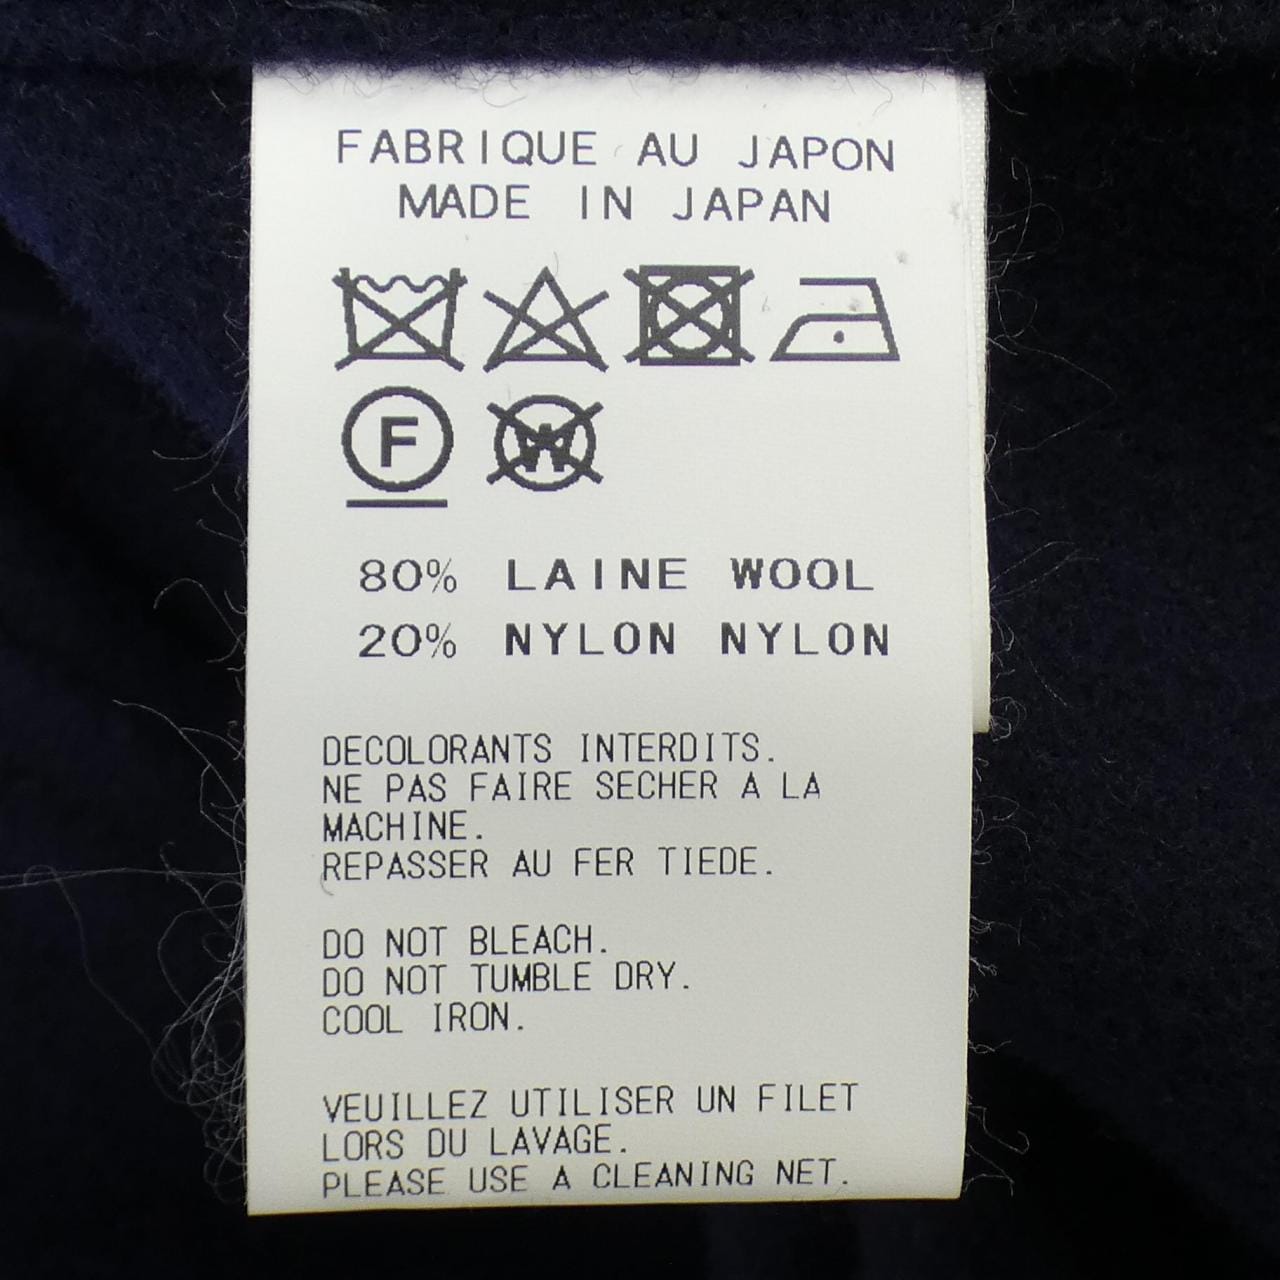 FABRIQUE AU JAPON
MADE IN JAPAN
F W
80% LAINE WOOL
20% NYLON NYLON
DECOLORANTS INTERDITS.
NE PAS FAIRE SECHER A LA
MACHINE.
REPASSER AU FER TIEDE.
DO NOT BLEACH.
DO NOT TUMBLE DRY.
COOL IRON.
VEUILLEZ UTILISER UN FILET
LORS DU LAVAGE.
PLEASE USE A CLEANING NET.